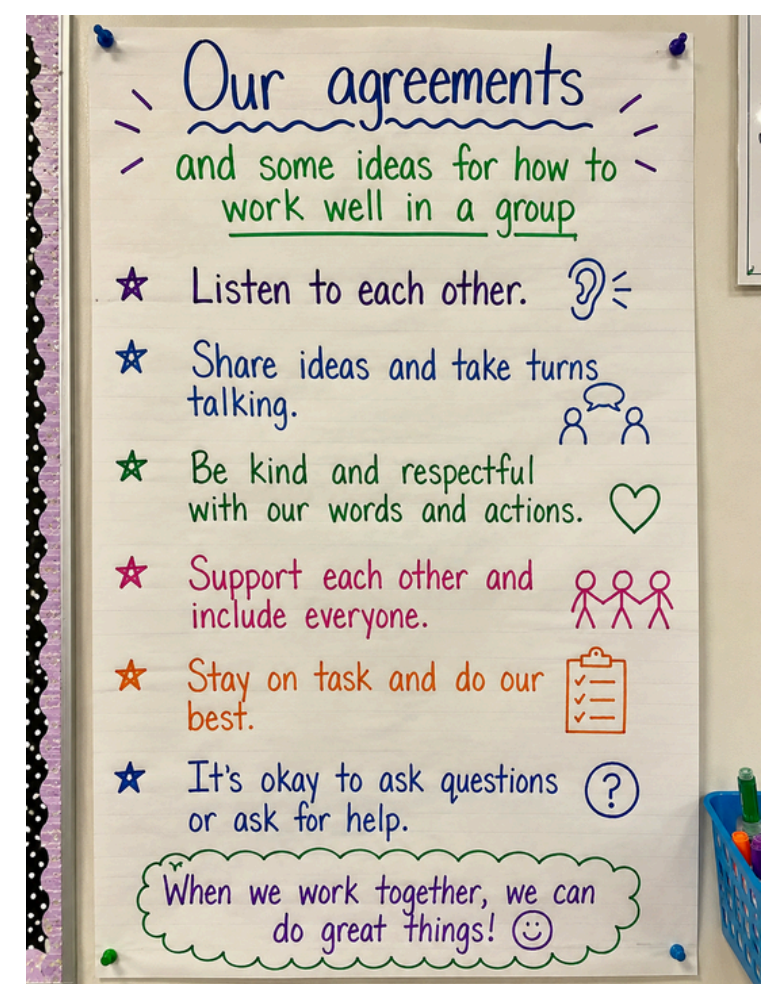 Our agreements
and some ideas for how to
work well in a group
Listen to each other.
Share ideas and take turns
talking.
Be kind and respectful
with our words and actions.
Support each other and
include everyone.
Stay on task and do our
best.
It's okay to ask questions
or ask for help.
?
When we work together, we can
do great things!